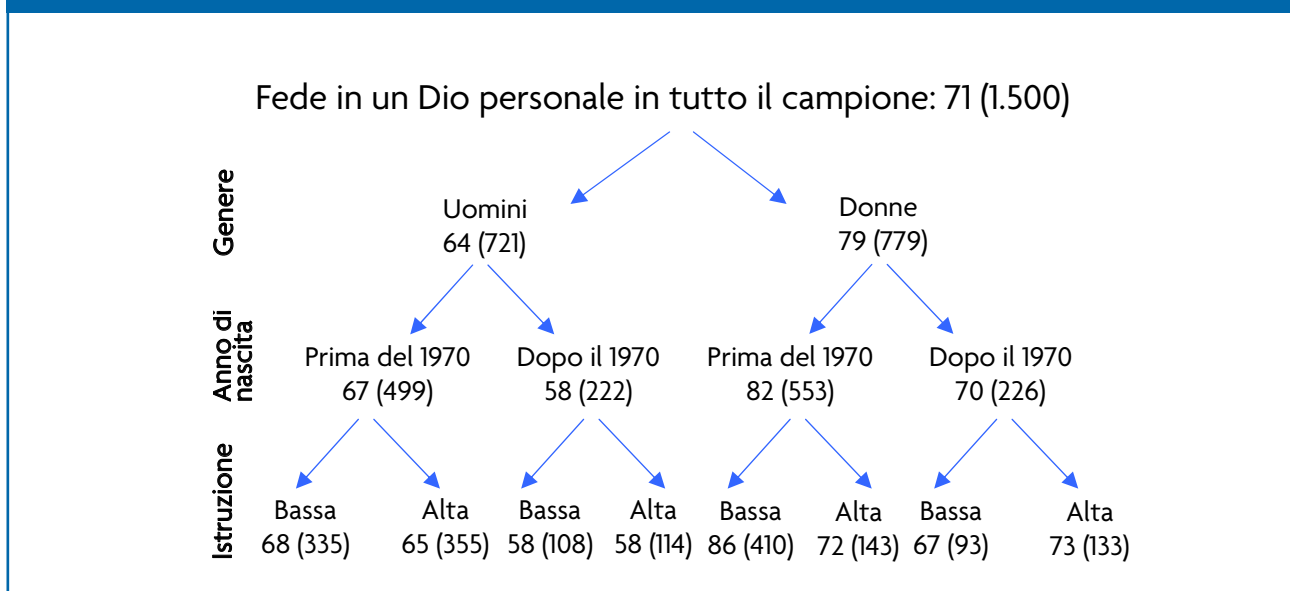 Fede in un Dio personale in tutto il campione: 71 (1.500)
Genere
Uomini
64 (721)
Donne
79 (779)
Anno di
nascita
Prima del 1970
67 (499)
Dopo il 1970
58 (222)
Prima del 1970
82 (553)
Dopo il 1970
70 (226)
Istruzione
Bassa
68 (335)
Alta
65 (355)
Bassa
58 (108)
Alta
58 (114)
Bassa
86 (410)
Alta
72 (143)
Bassa
67 (93)
Alta
73 (133)